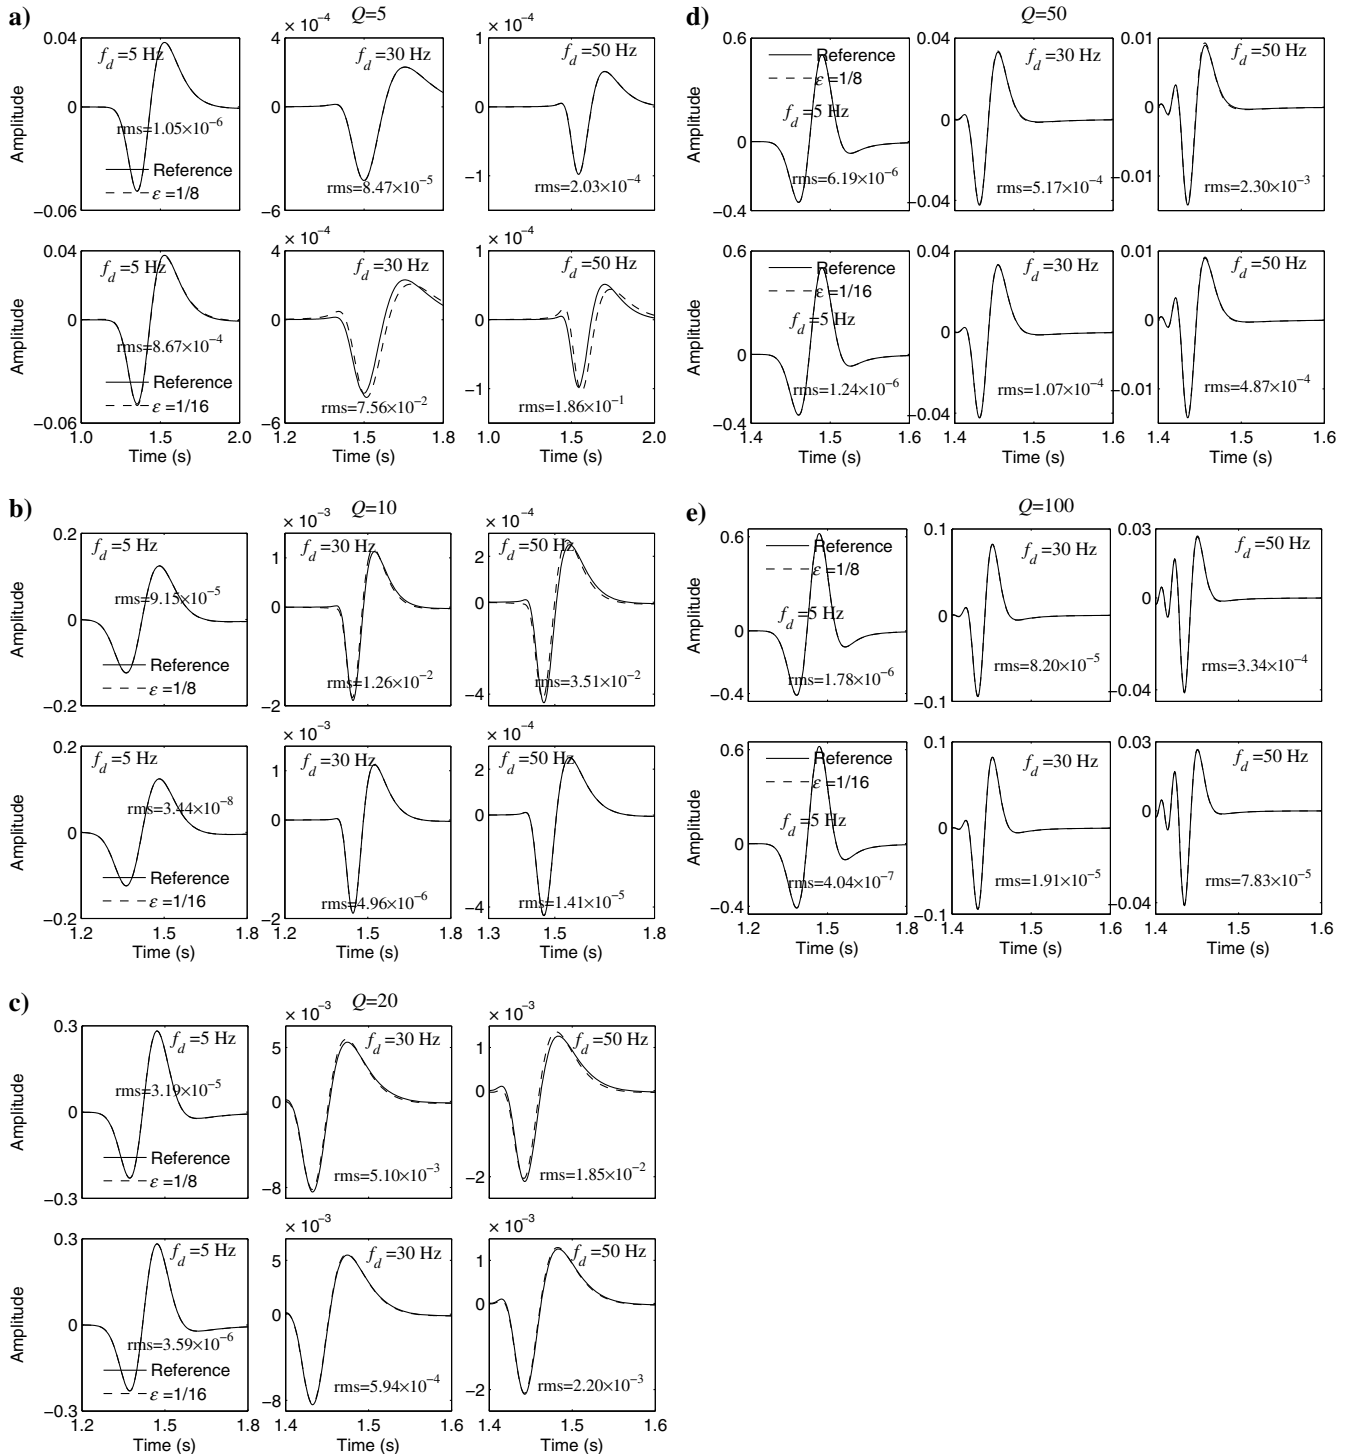 a) Q=5
× 10⁻⁴ × 10⁻⁴
0.04 4 1
f_d=5 Hz f_d=30 Hz f_d=50 Hz
Amplitude
0 0 0
rms=1.05×10⁻⁶
Reference
ε=1/8
rms=8.47×10⁻⁵ rms=2.03×10⁻⁴
−1
−0.06 −6
× 10⁻⁴ × 10⁻⁴
0.04 4 1
f_d=5 Hz f_d=30 Hz f_d=50 Hz
Amplitude
0 0 0
rms=8.67×10⁻⁴
Reference
ε=1/16
rms=7.56×10⁻² rms=1.86×10⁻¹
−1
−0.06 −6
1.0 1.5 2.0 1.2 1.5 1.8 1.0 1.5 2.0
Time (s) Time (s) Time (s)
b) Q=10
× 10⁻³ × 10⁻⁴
0.2 1 2
f_d=5 Hz f_d=30 Hz f_d=50 Hz
Amplitude
rms=9.15×10⁻⁵
0 0 0
Reference
ε=1/8
rms=1.26×10⁻² rms=3.51×10⁻²
−0.2 −2 −4
× 10⁻³ × 10⁻⁴
0.2 1 2
f_d=5 Hz f_d=30 Hz f_d=50 Hz
Amplitude
rms=3.44×10⁻⁸
0 0 0
Reference
ε=1/16
rms=4.96×10⁻⁶ rms=1.41×10⁻⁵
−0.2 −2 −4
1.2 1.5 1.8 1.2 1.5 1.8 1.3 1.5 1.8
Time (s) Time (s) Time (s)
c) Q=20
× 10⁻³ × 10⁻³
0.3 5 1
f_d=5 Hz f_d=30 Hz f_d=50 Hz
Amplitude
rms=3.19×10⁻⁵
0 0 0
Reference
ε=1/8
rms=5.10×10⁻³ rms=1.85×10⁻²
−0.3 −8 −2
× 10⁻³ × 10⁻³
0.3 5 1
f_d=5 Hz f_d=30 Hz f_d=50 Hz
Amplitude
0 0 0
rms=3.59×10⁻⁶
Reference
ε=1/16
rms=5.94×10⁻⁴ rms=2.20×10⁻³
−0.3 −8 −2
1.2 1.5 1.8 1.4 1.5 1.6 1.4 1.5 1.6
Time (s) Time (s) Time (s)
d) Q=50
0.6 0.04 0.01
Reference
ε=1/8
f_d=5 Hz f_d=30 Hz f_d=50 Hz
Amplitude
0 0 0
rms=6.19×10⁻⁶ rms=5.17×10⁻⁴ rms=2.30×10⁻³
−0.4 −0.04 −0.01
0.6 0.04 0.01
Reference
ε=1/16
f_d=5 Hz f_d=30 Hz f_d=50 Hz
Amplitude
0 0 0
rms=1.24×10⁻⁶ rms=1.07×10⁻⁴ rms=4.87×10⁻⁴
−0.4 −0.04 −0.01
1.4 1.5 1.6 1.4 1.5 1.6 1.4 1.5 1.6
Time (s) Time (s) Time (s)
e) Q=100
0.6 0.1 0.03
Reference
ε=1/8
f_d=5 Hz f_d=30 Hz f_d=50 Hz
Amplitude
0 0 0
rms=1.78×10⁻⁶ rms=8.20×10⁻⁵ rms=3.34×10⁻⁴
−0.4 −0.1 −0.04
0.6 0.1 0.03
Reference
ε=1/16
f_d=5 Hz f_d=30 Hz f_d=50 Hz
Amplitude
0 0 0
rms=4.04×10⁻⁷ rms=1.91×10⁻⁵ rms=7.83×10⁻⁵
−0.4 −0.1 −0.04
1.2 1.5 1.8 1.4 1.5 1.6 1.4 1.5 1.6
Time (s) Time (s) Time (s)